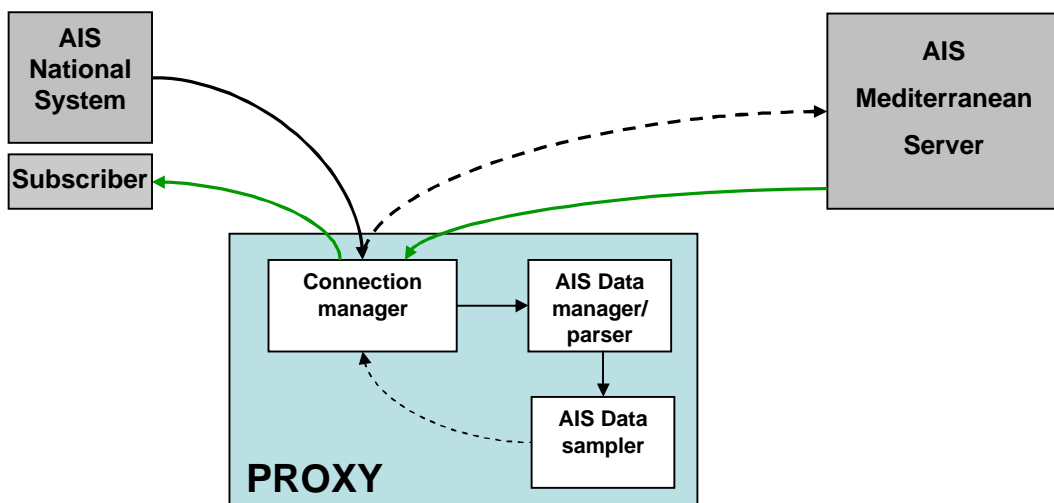 AIS
National
System
Subscriber
AIS
Mediterranean
Server
Connection
manager
AIS Data
manager/
parser
AIS Data
sampler
PROXY